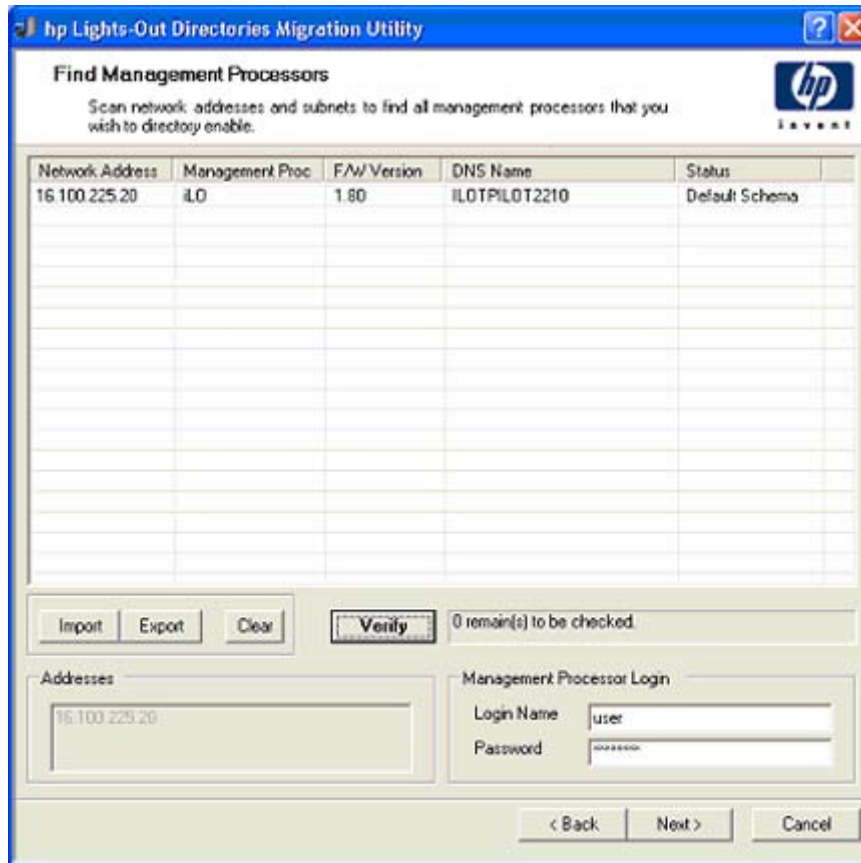 hp Lights-Out Directories Migration Utility
Find Management Processors
Scan network addresses and subnets to find all management processors that you
wish to directory enable.
hp
invent
Network Address Management Proc F/W Version DNS Name Status
16.100.225.20 iLO 1.80 ILOTPILOT2210 Default Schema
Import Export Clear Verify 0 remain(s) to be checked.
Addresses
16.100.225.20
Management Processor Login
Login Name user
Password ********
< Back Next > Cancel